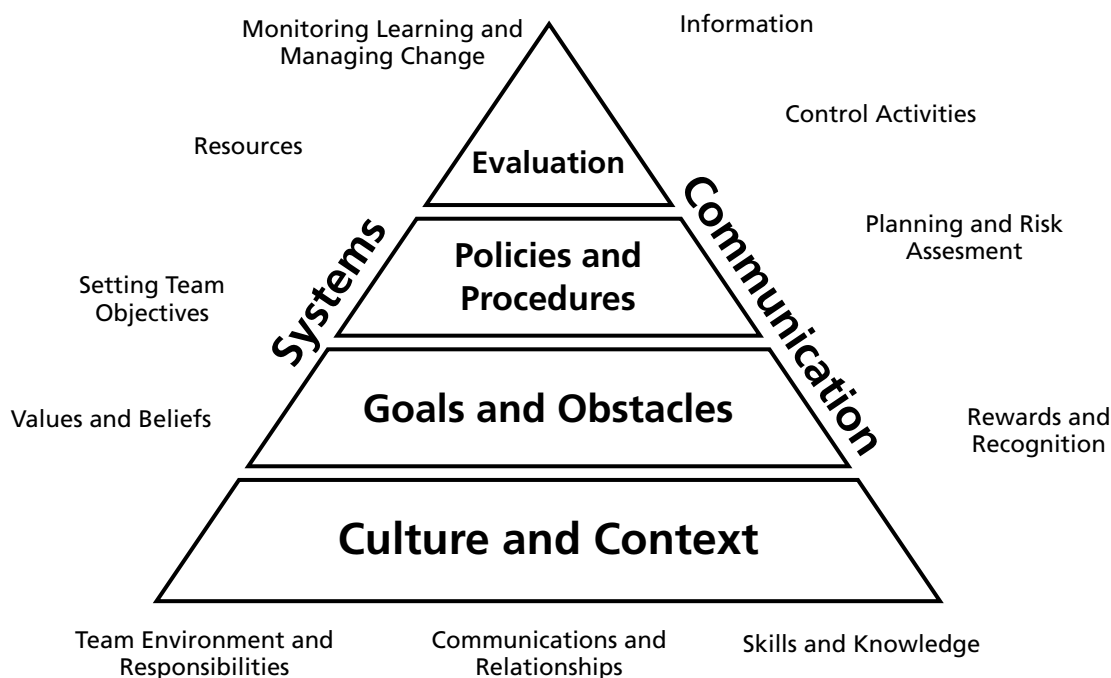 Monitoring Learning and
Managing Change
Information
Control Activities
Resources
Evaluation
Systems
Communication
Policies and
Procedures
Planning and Risk
Assesment
Setting Team
Objectives
Goals and Obstacles
Values and Beliefs
Rewards and
Recognition
Culture and Context
Team Environment and
Responsibilities
Communications and
Relationships
Skills and Knowledge